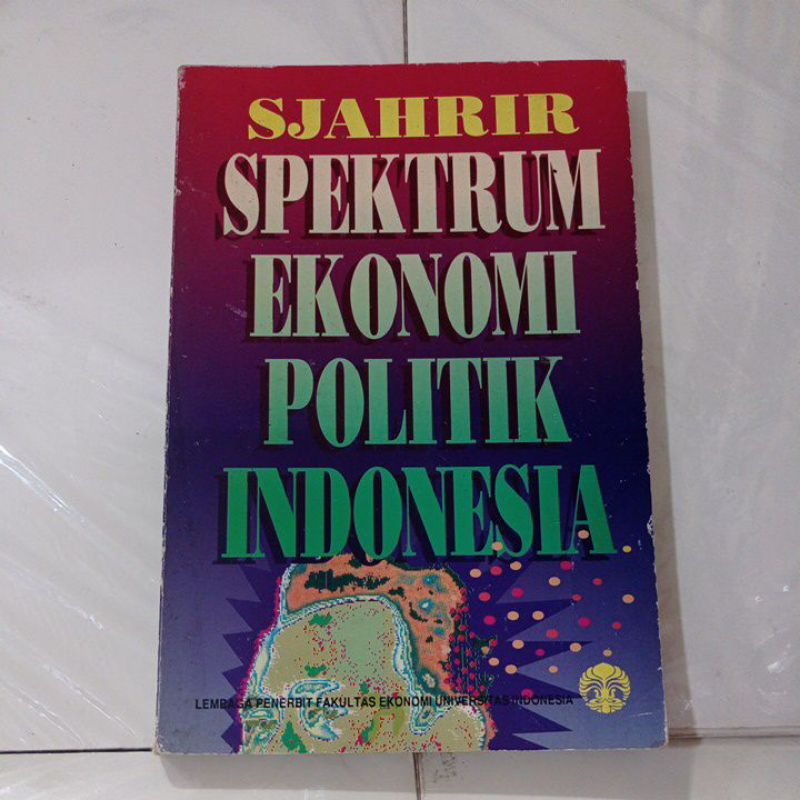 SJAHRIR
SPEKTRUM
EKONOMI
POLITIK
INDONESIA
LEMBAGA PENERBIT FAKULTAS EKONOMI UNIVERSITAS INDONESIA